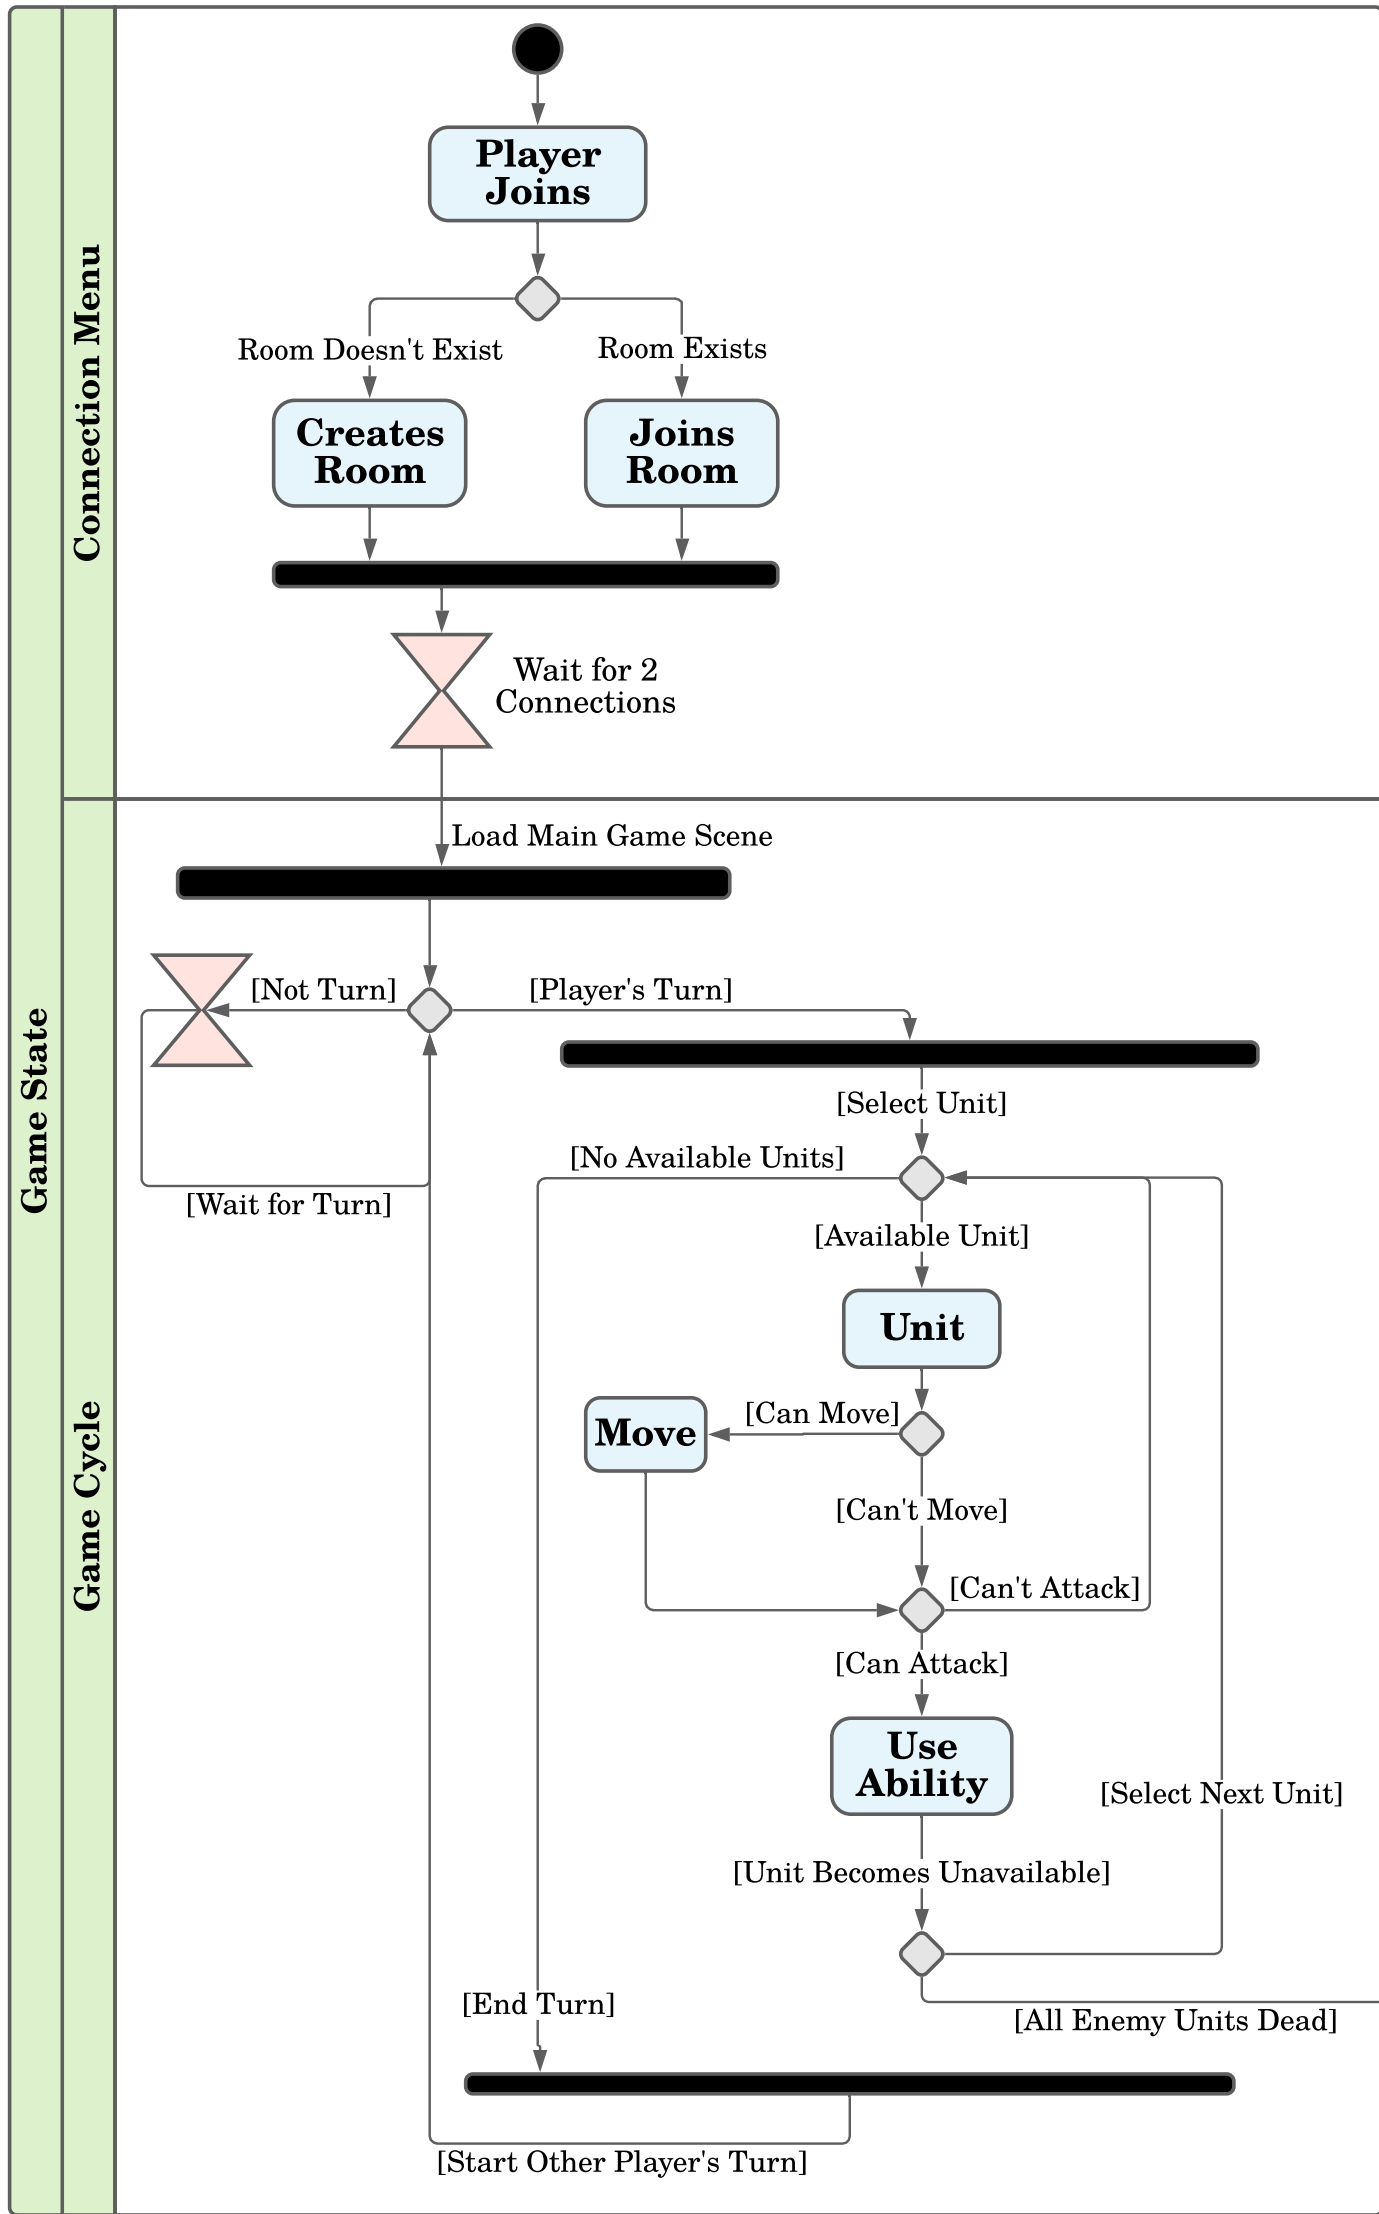 Game State
Connection Menu
Player
Joins
Room Doesn't Exist
Room Exists
Creates
Room
Joins
Room
Wait for 2
Connections
Game Cycle
Load Main Game Scene
[Not Turn]
[Player's Turn]
[Select Unit]
[No Available Units]
[Wait for Turn]
[Available Unit]
Unit
[Can Move]
Move
[Can't Move]
[Can't Attack]
[Can Attack]
Use
Ability
[Select Next Unit]
[Unit Becomes Unavailable]
[End Turn]
[All Enemy Units Dead]
[Start Other Player's Turn]